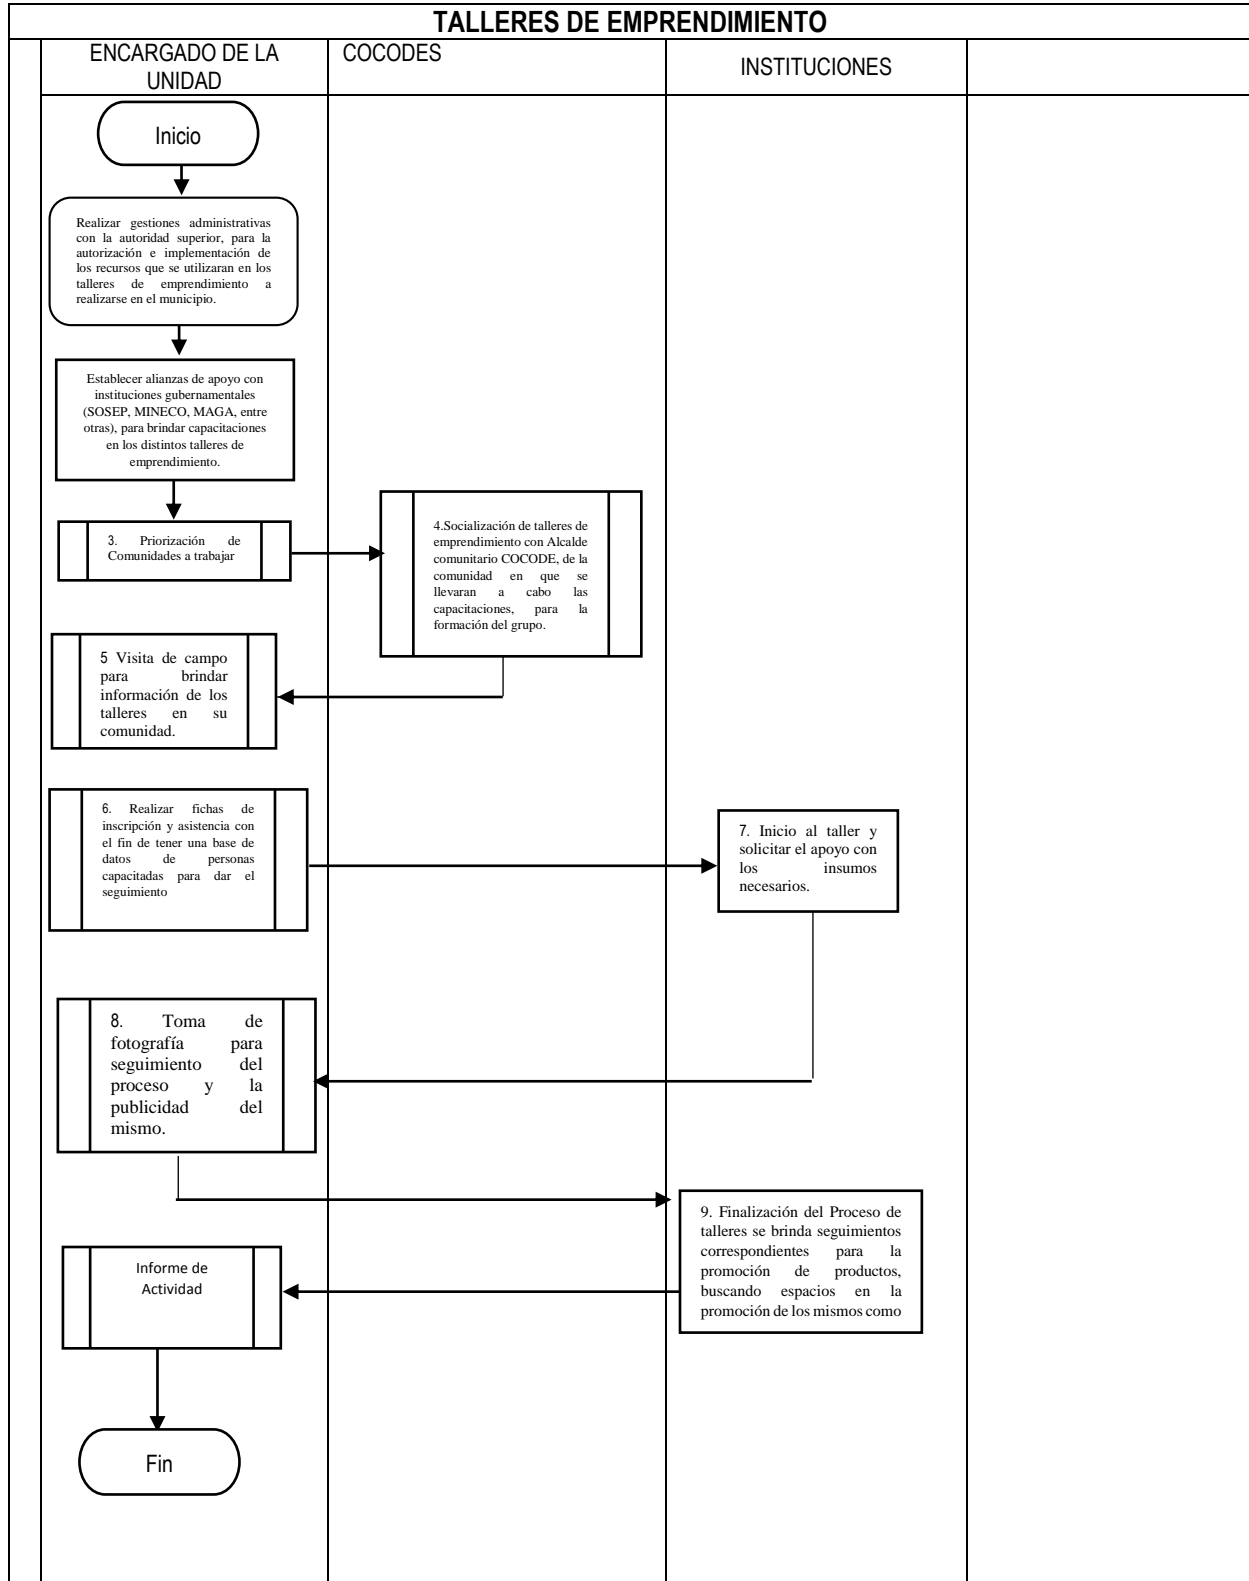 TALLERES DE EMPRENDIMIENTO
ENCARGADO DE LA
UNIDAD
COCODES
INSTITUCIONES
Inicio
Realizar gestiones administrativas
con la autoridad superior, para la
autorización e implementación de
los recursos que se utilizaran en los
talleres de emprendimiento a
realizarse en el municipio.
Establecer alianzas de apoyo con
instituciones gubernamentales
(SOSEP, MINECO, MAGA, entre
otras), para brindar capacitaciones
en los distintos talleres de
emprendimiento.
3. Priorización de
Comunidades a trabajar
4.Socialización de talleres de
emprendimiento con Alcalde
comunitario COCODE, de la
comunidad en que se
llevaran a cabo las
capacitaciones, para la
formación del grupo.
5 Visita de campo
para brindar
información de los
talleres en su
comunidad.
6. Realizar fichas de
inscripción y asistencia con
el fin de tener una base de
datos de personas
capacitadas para dar el
seguimiento
7. Inicio al taller y
solicitar el apoyo con
los insumos
necesarios.
8. Toma de
fotografía para
seguimiento del
proceso y la
publicidad del
mismo.
9. Finalización del Proceso de
talleres se brinda seguimientos
correspondientes para la
promoción de productos,
buscando espacios en la
promoción de los mismos como
Informe de
Actividad
Fin